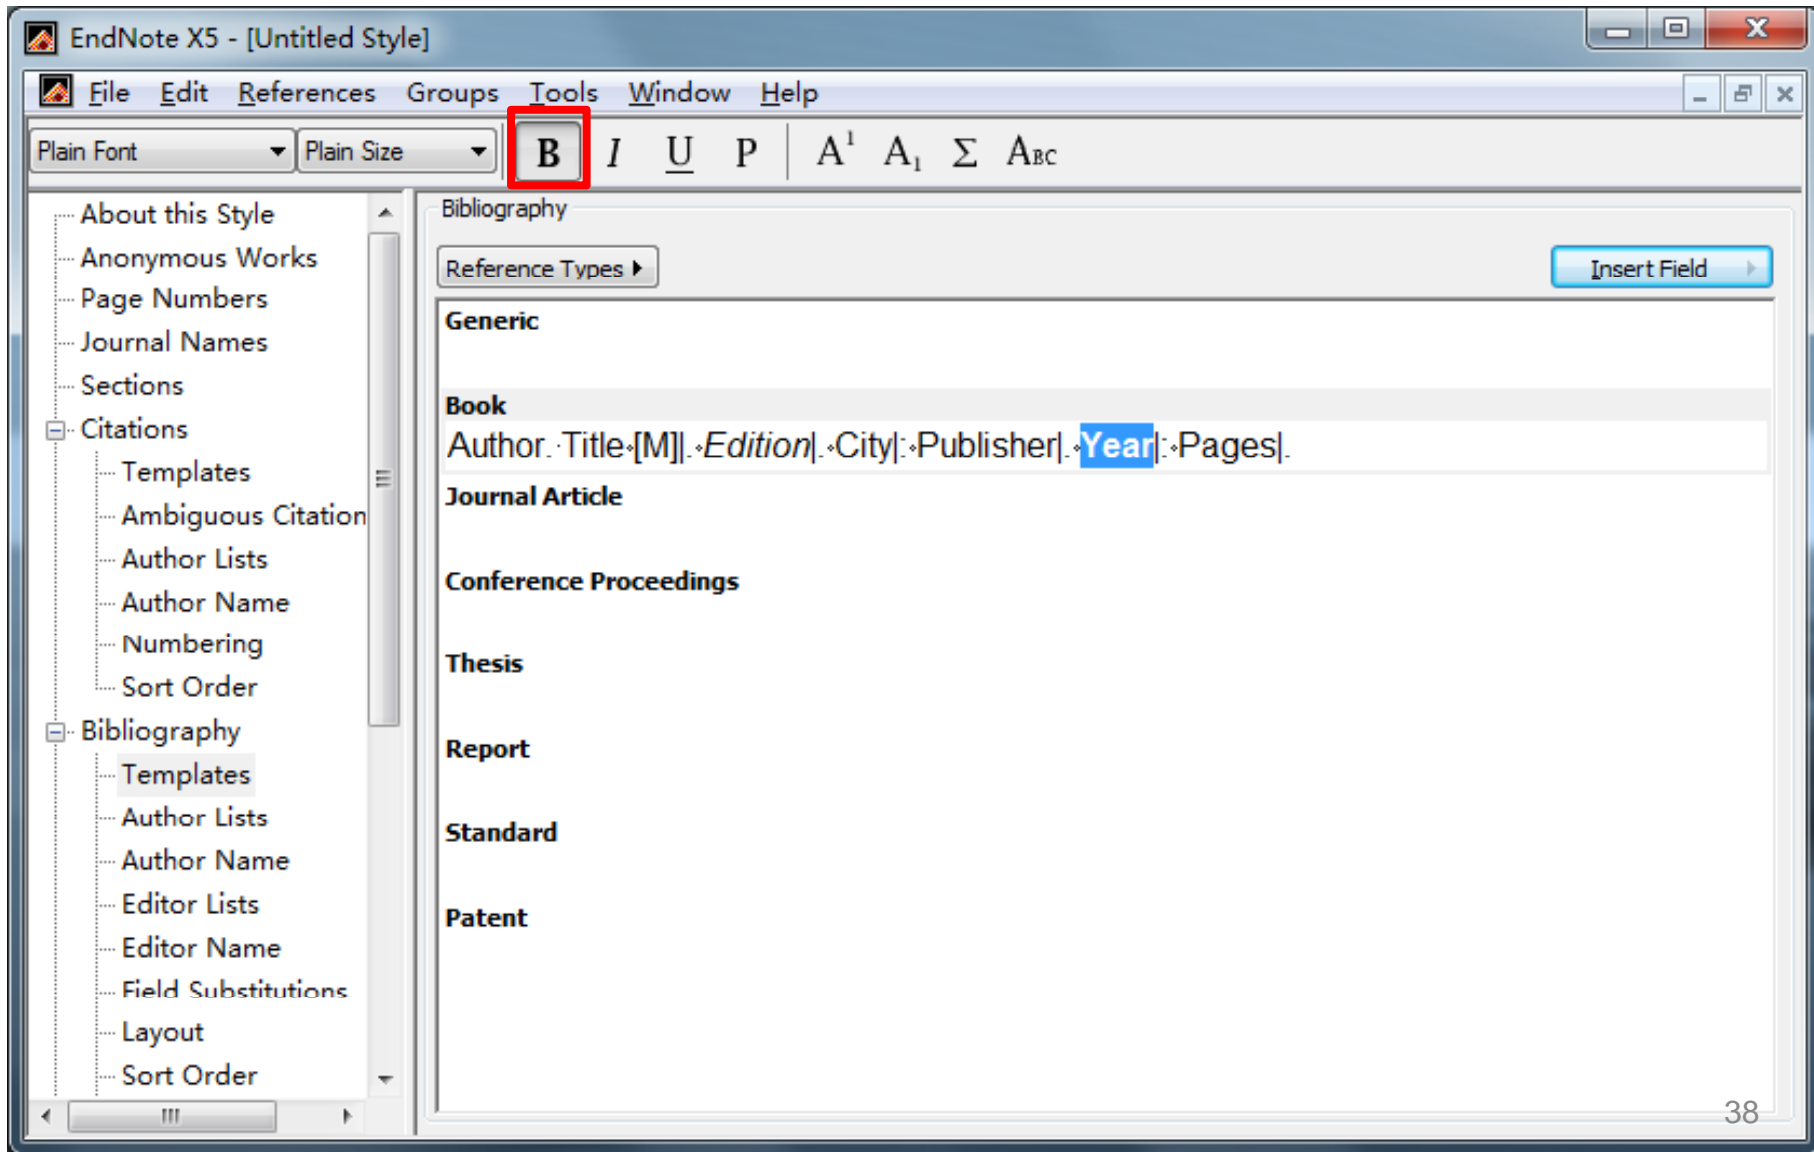 EndNote X5 - [Untitled Style]
File Edit References Groups Tools Window Help
Plain Font Plain Size B I U P A¹ A₁ Σ ABC
About this Style
Anonymous Works
Page Numbers
Journal Names
Sections
Citations
Templates
Ambiguous Citation
Author Lists
Author Name
Numbering
Sort Order
Bibliography
Templates
Author Lists
Author Name
Editor Lists
Editor Name
Field Substitutions
Layout
Sort Order
Bibliography
Reference Types Insert Field
Generic
Book
Author.·Title·[M]|.·Edition|.·City|:·Publisher|.·Year|:·Pages|.
Journal Article
Conference Proceedings
Thesis
Report
Standard
Patent
38